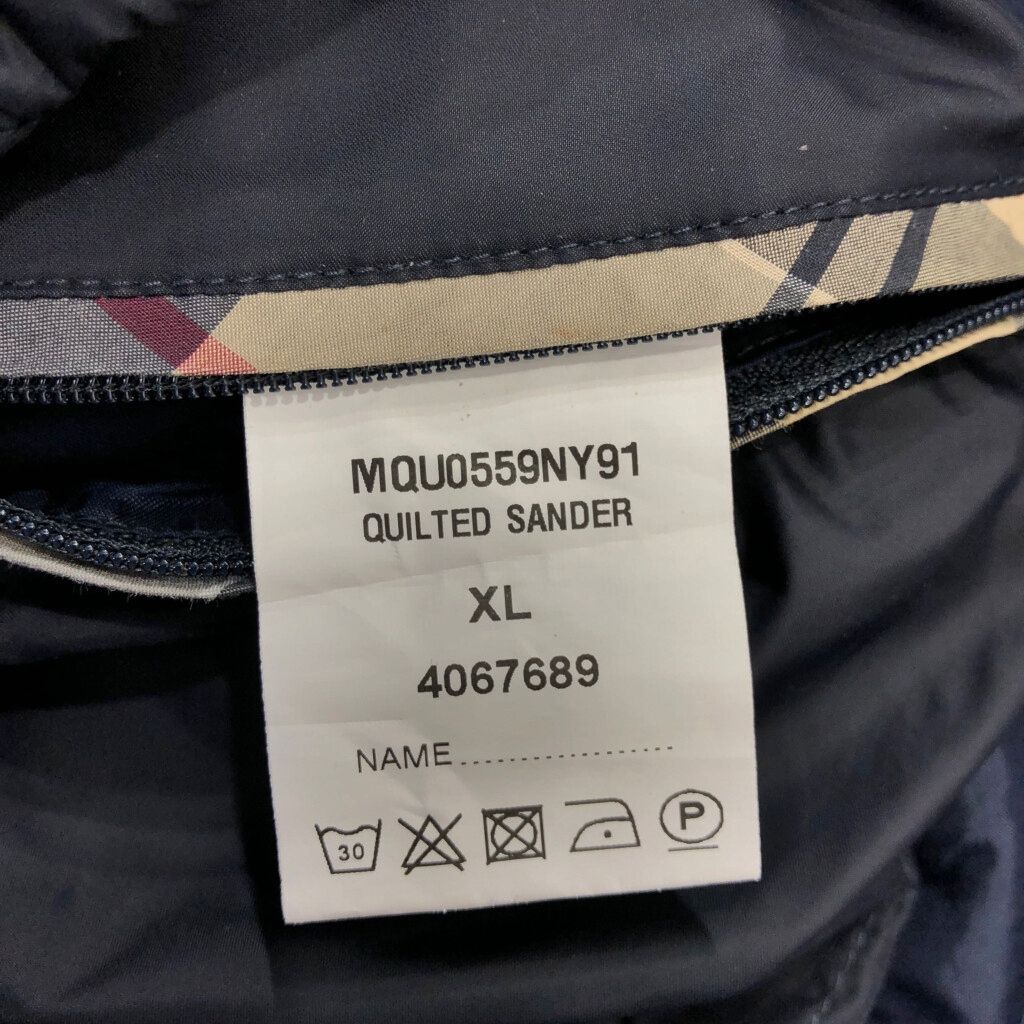 MQU0559NY91
QUILTED SANDER
XL
4067689
NAME....................
30
P